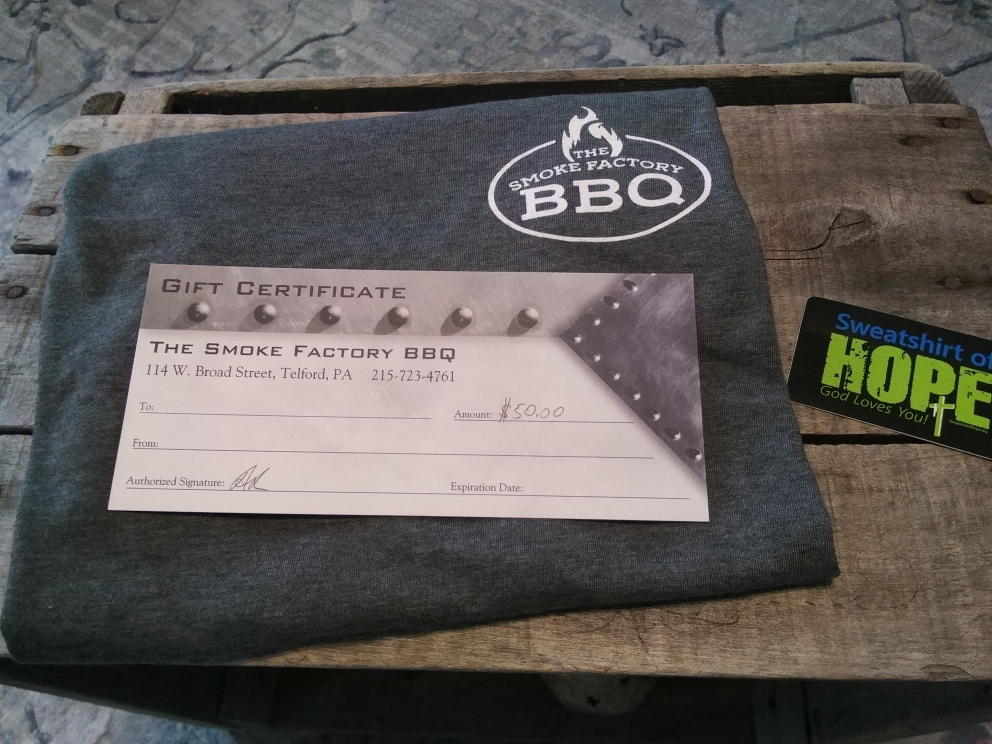 THE
SMOKE FACTORY
BBQ
GIFT CERTIFICATE
THE SMOKE FACTORY BBQ
114 W. Broad Street, Telford, PA 215-723-4761
To:
Amount: $50.00
From:
Authorized Signature:
Expiration Date:
Sweatshirt of
HOPE
God Loves You!